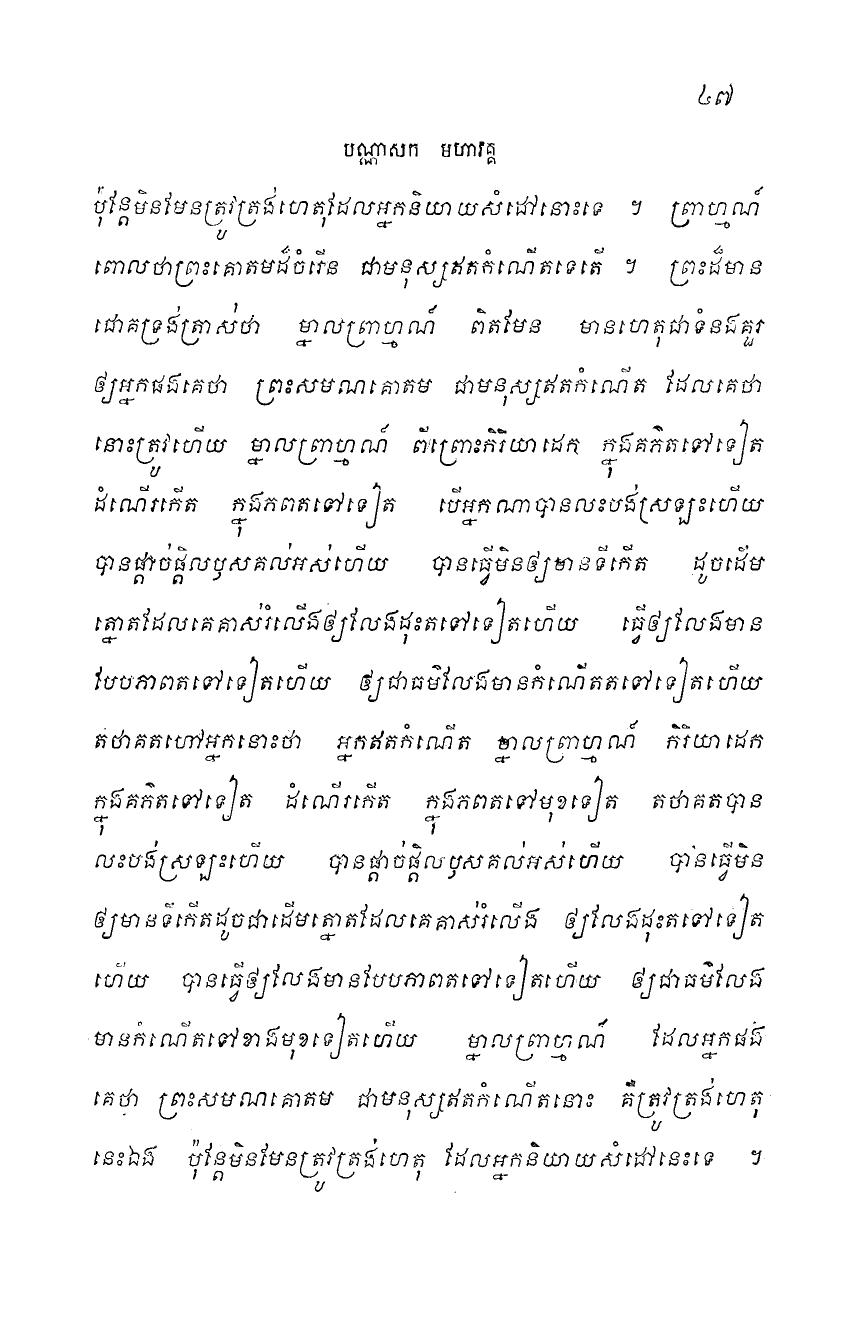 ៤៧
បណ្ណាសក មហាវគ្គ
ប៉ុន្តែមិនមែនត្រូវត្រង់ហេតុដែលអ្នកនិយាយសំដៅនោះទេ ។ ព្រាហ្មណ៍
ពោលថាព្រះគោតមដ៏ចំរើន ជាមនុស្សឥតកំណើតទេតើ ។ ព្រះដ៏មាន
ជោគទ្រង់ត្រាស់ថា ម្នាលព្រាហ្មណ៍ ពិតមែន មានហេតុជាទំនងគួរ
ឲ្យអ្នកផងគេថា ព្រះសមណគោតម ជាមនុស្សឥតកំណើត ដែលគេថា
នោះត្រូវហើយ ម្នាលព្រាហ្មណ៍ ពីព្រោះកិរិយាដេក ក្នុងគភ៌តទៅទៀត
ដំណើរកើត ក្នុងភពតទៅទៀត បើអ្នកណាបានលះបង់ស្រឡះហើយ
បានផ្តាច់ផ្តិលឫសគល់អស់ហើយ បានធ្វើមិនឲ្យមានទីកើត ដូចដើម
ត្នោតដែលគេគាស់រំលើងឲ្យលែងដុះតទៅទៀតហើយ ធ្វើឲ្យលែងមាន
បែបភាពតទៅទៀតហើយ ឲ្យជាធម៌លែងមានកំណើតតទៅទៀតហើយ
តថាគតហៅអ្នកនោះថា អ្នកឥតកំណើត ម្នាលព្រាហ្មណ៍ កិរិយាដេក
ក្នុងគភ៌តទៅទៀត ដំណើរកើត ក្នុងភពតទៅមុខទៀត តថាគតបាន
លះបង់ស្រឡះហើយ បានផ្តាច់ផ្តិលឫសគល់អស់ហើយ បានធ្វើមិន
ឲ្យមានទីកើតដូចជាដើមត្នោតដែលគេគាស់រំលើង ឲ្យលែងដុះតទៅទៀត
ហើយ បានធ្វើឲ្យលែងមានបែបភាពតទៅទៀតហើយ ឲ្យជាធម៌លែង
មានកំណើតទៅខាងមុខទៀតហើយ ម្នាលព្រាហ្មណ៍ ដែលអ្នកផង
គេថា ព្រះសមណគោតម ជាមនុស្សឥតកំណើតនោះ គឺត្រូវត្រង់ហេតុ
នេះឯង ប៉ុន្តែមិនមែនត្រូវត្រង់ហេតុ ដែលអ្នកនិយាយសំដៅនេះទេ ។